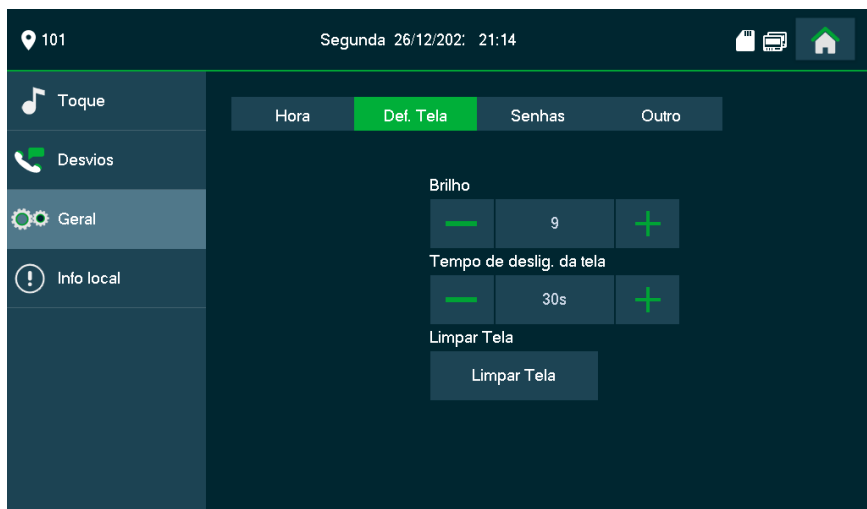 101
Segunda 26/12/202: 21:14
Toque
Desvios
Geral
Info local
Hora Def. Tela Senhas Outro
Brilho
9
Tempo de deslig. da tela
30s
Limpar Tela
Limpar Tela